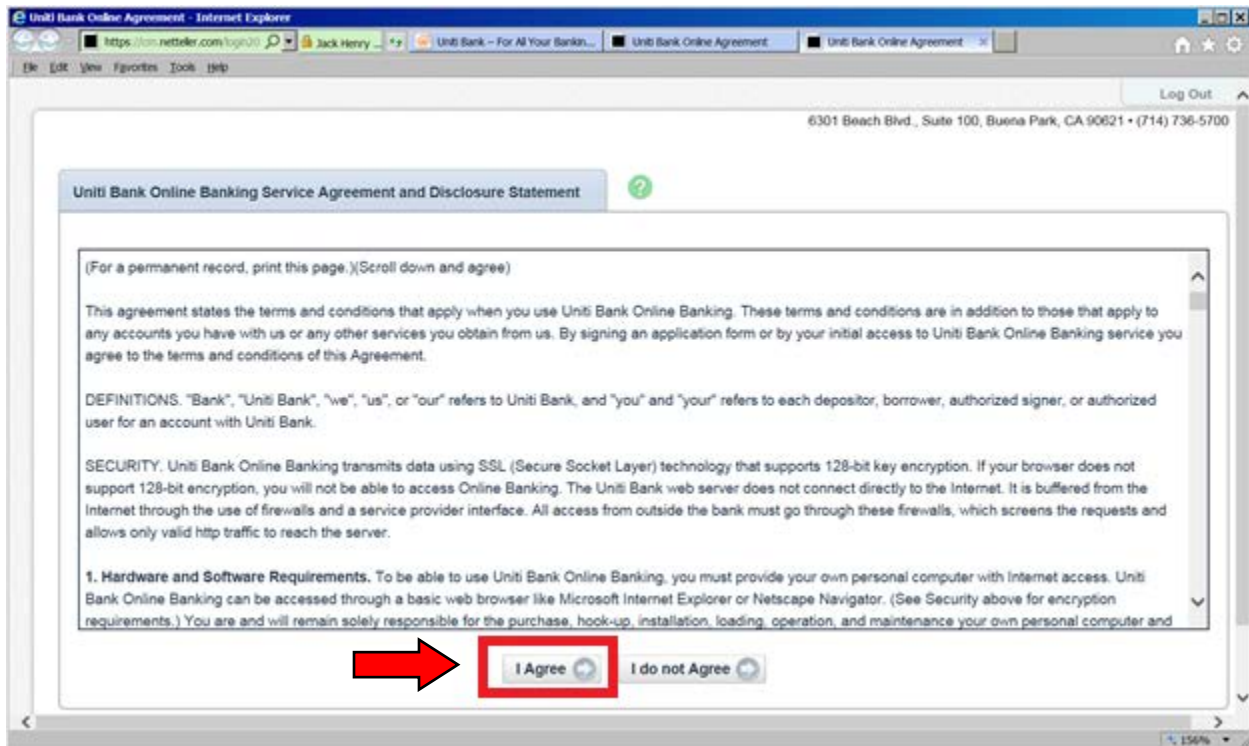 Uniti Bank Online Agreement - Internet Explorer
netteller.com Jack Henry ... Uniti Bank – For All Your Bankin... Uniti Bank Online Agreement Uniti Bank Online Agreement
File Edit View Favorites Tools Help
Log Out
6301 Beach Blvd., Suite 100, Buena Park, CA 90621 • (714) 736-5700
Uniti Bank Online Banking Service Agreement and Disclosure Statement ?
(For a permanent record, print this page.)(Scroll down and agree)
This agreement states the terms and conditions that apply when you use Uniti Bank Online Banking. These terms and conditions are in addition to those that apply to
any accounts you have with us or any other services you obtain from us. By signing an application form or by your initial access to Uniti Bank Online Banking service you
agree to the terms and conditions of this Agreement.
DEFINITIONS. "Bank", "Uniti Bank", "we", "us", or "our" refers to Uniti Bank, and "you" and "your" refers to each depositor, borrower, authorized signer, or authorized
user for an account with Uniti Bank.
SECURITY. Uniti Bank Online Banking transmits data using SSL (Secure Socket Layer) technology that supports 128-bit key encryption. If your browser does not
support 128-bit encryption, you will not be able to access Online Banking. The Uniti Bank web server does not connect directly to the Internet. It is buffered from the
Internet through the use of firewalls and a service provider interface. All access from outside the bank must go through these firewalls, which screens the requests and
allows only valid http traffic to reach the server.
1. Hardware and Software Requirements. To be able to use Uniti Bank Online Banking, you must provide your own personal computer with Internet access. Uniti
Bank Online Banking can be accessed through a basic web browser like Microsoft Internet Explorer or Netscape Navigator. (See Security above for encryption
requirements.) You are and will remain solely responsible for the purchase, hook-up, installation, loading, operation, and maintenance your own personal computer and
I Agree I do not Agree
156%